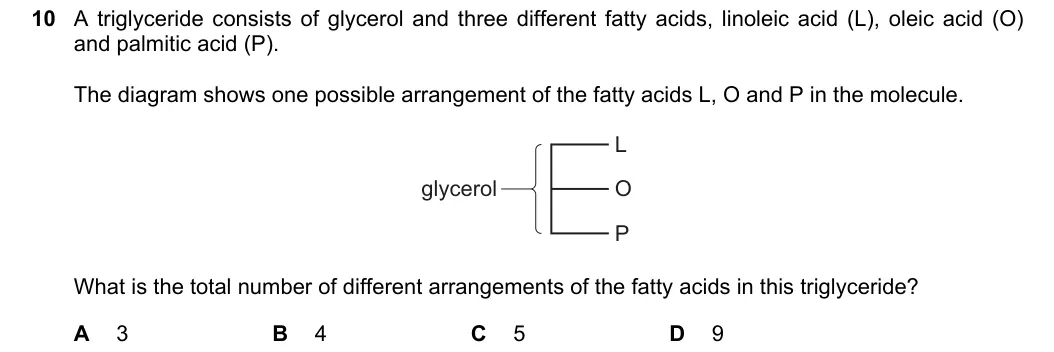 10 A triglyceride consists of glycerol and three different fatty acids, linoleic acid (L), oleic acid (O)
and palmitic acid (P).
The diagram shows one possible arrangement of the fatty acids L, O and P in the molecule.
L
glycerol O
P
What is the total number of different arrangements of the fatty acids in this triglyceride?
A 3 B 4 C 5 D 9